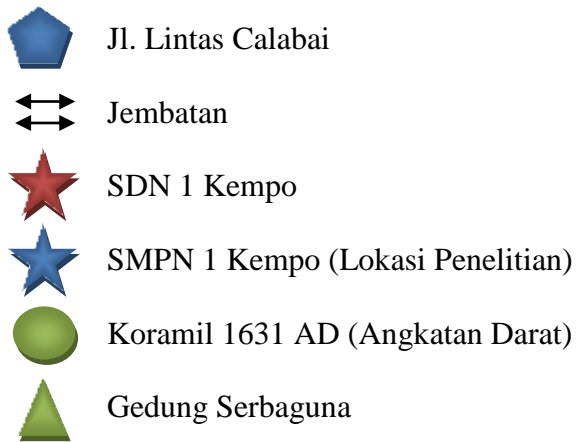 Jl. Lintas Calabai
Jembatan
SDN 1 Kempo
SMPN 1 Kempo (Lokasi Penelitian)
Koramil 1631 AD (Angkatan Darat)
Gedung Serbaguna